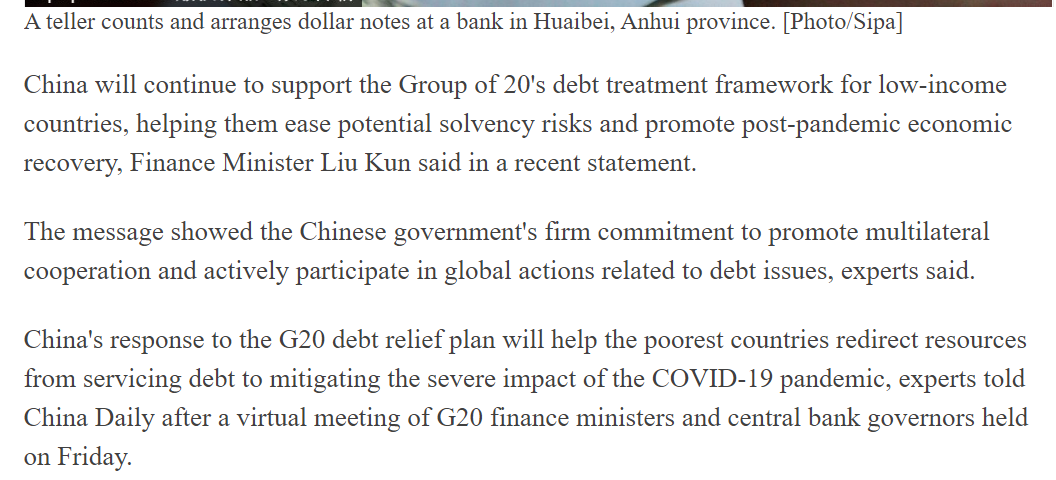 A teller counts and arranges dollar notes at a bank in Huaibei, Anhui province. [Photo/Sipa]
China will continue to support the Group of 20's debt treatment framework for low-income
countries, helping them ease potential solvency risks and promote post-pandemic economic
recovery, Finance Minister Liu Kun said in a recent statement.
The message showed the Chinese government's firm commitment to promote multilateral
cooperation and actively participate in global actions related to debt issues, experts said.
China's response to the G20 debt relief plan will help the poorest countries redirect resources
from servicing debt to mitigating the severe impact of the COVID-19 pandemic, experts told
China Daily after a virtual meeting of G20 finance ministers and central bank governors held
on Friday.